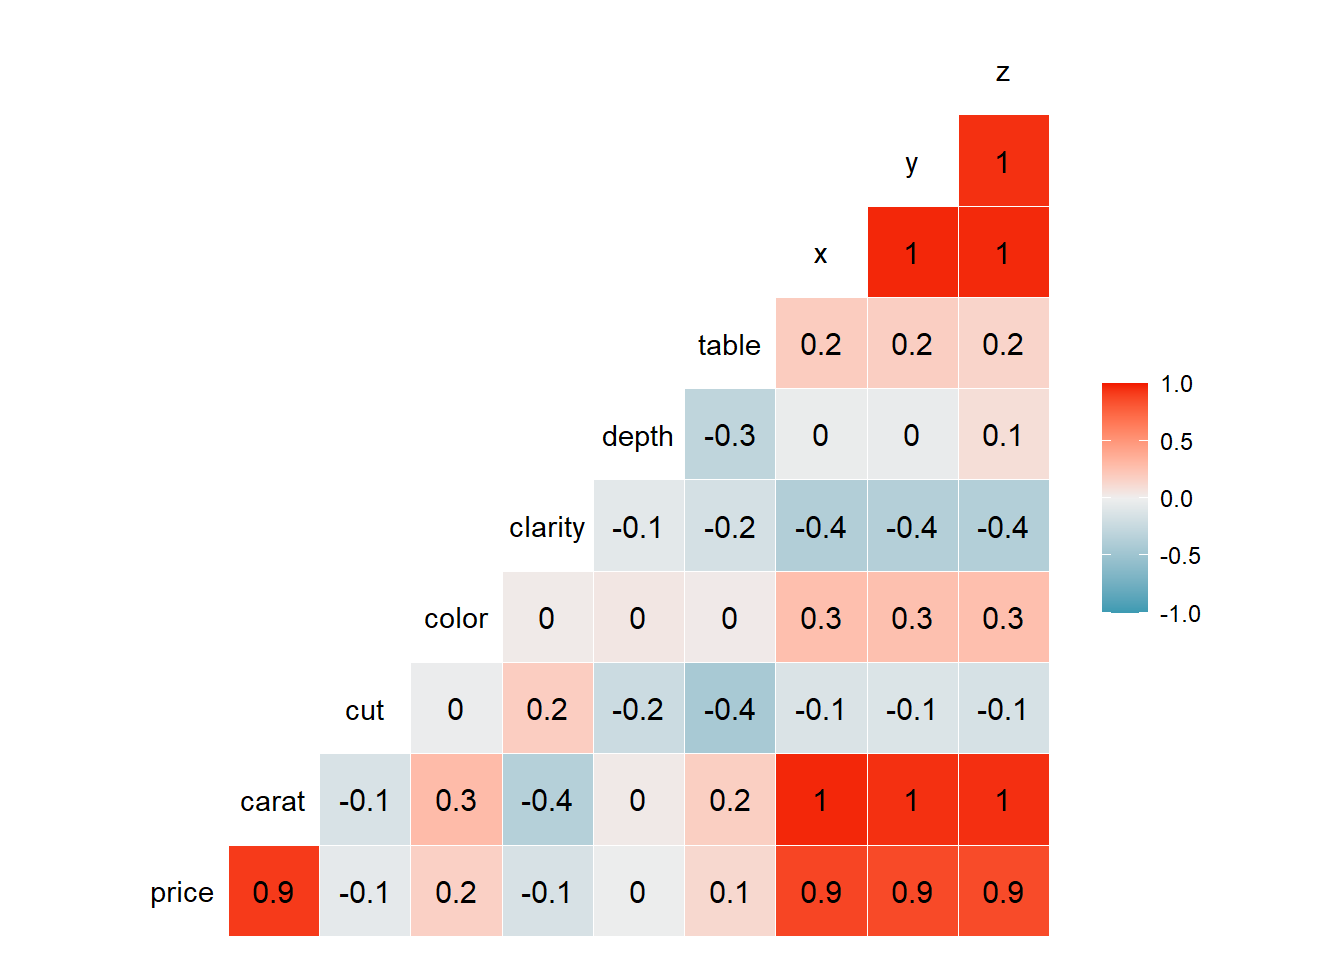 z
y 1
x 1 1
table 0.2 0.2 0.2
depth -0.3 0 0 0.1
clarity -0.1 -0.2 -0.4 -0.4 -0.4
color 0 0 0 0.3 0.3 0.3
cut 0 0.2 -0.2 -0.4 -0.1 -0.1 -0.1
carat -0.1 0.3 -0.4 0 0.2 1 1 1
price 0.9 -0.1 0.2 -0.1 0 0.1 0.9 0.9 0.9
1.0
0.5
0.0
-0.5
-1.0